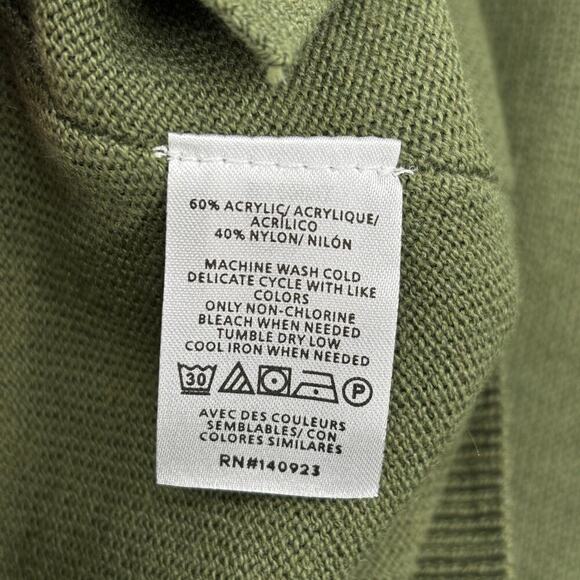 60% ACRYLIC/ ACRYLIQUE/
ACRÍLICO
40% NYLON/ NILÓN
MACHINE WASH COLD
DELICATE CYCLE WITH LIKE
COLORS
ONLY NON-CHLORINE
BLEACH WHEN NEEDED
TUMBLE DRY LOW
COOL IRON WHEN NEEDED
30 P
AVEC DES COULEURS
SEMBLABLES/ CON
COLORES SIMILARES
RN#140923